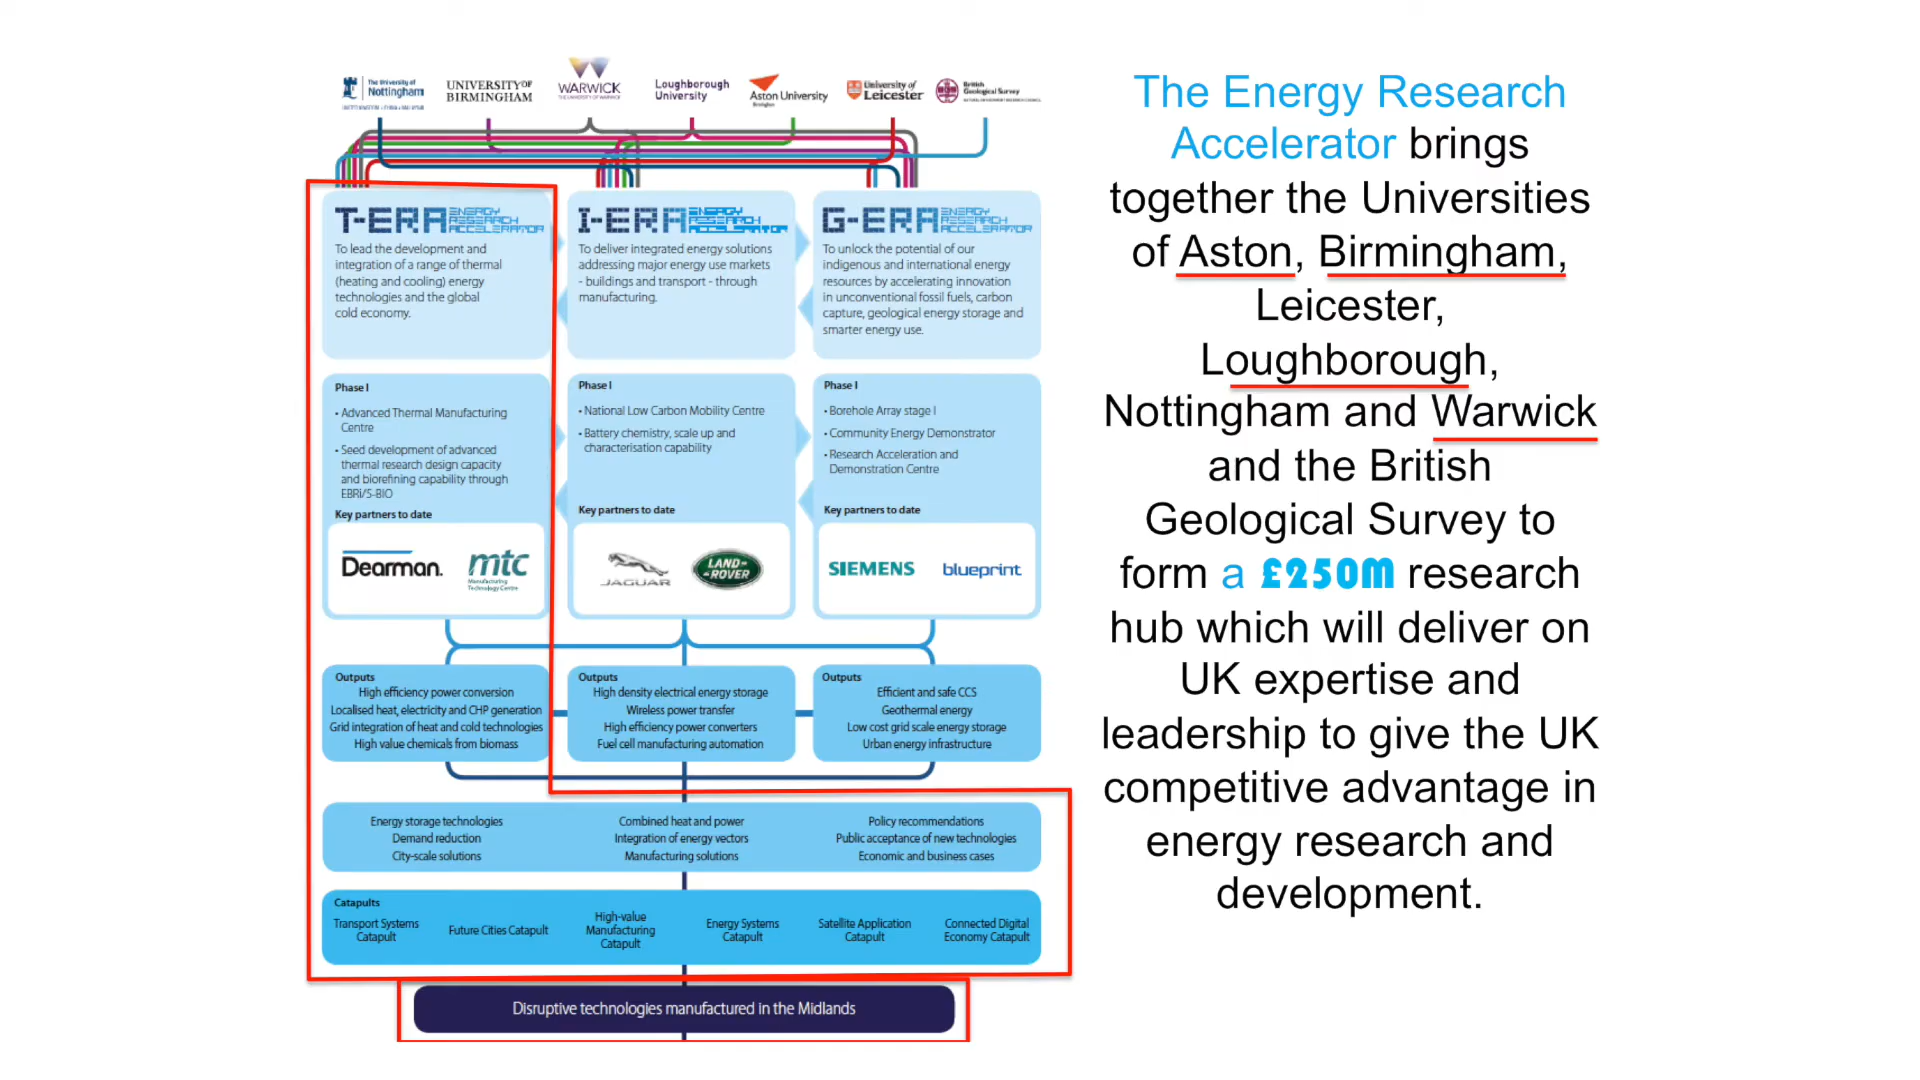 The University of
Nottingham
UNIVERSITY OF
BIRMINGHAM
WARWICK
THE UNIVERSITY OF WARWICK
Loughborough
University
Aston University
Birmingham
University of
Leicester
British
Geological Survey
NATURAL ENVIRONMENT RESEARCH COUNCIL
T-ERA ENERGY
RESEARCH
ACCELERATOR
To lead the development and
integration of a range of thermal
(heating and cooling) energy
technologies and the global
cold economy.
I-ERA ENERGY
RESEARCH
ACCELERATOR
To deliver integrated energy solutions
addressing major energy use markets
- buildings and transport - through
manufacturing.
G-ERA ENERGY
RESEARCH
ACCELERATOR
To unlock the potential of our
indigenous and international energy
resources by accelerating innovation
in unconventional fossil fuels, carbon
capture, geological energy storage and
smarter energy use.
Phase I
• Advanced Thermal Manufacturing
Centre
• Seed development of advanced
thermal research design capacity
and biorefining capability through
EBRI/S-BIO
Key partners to date
Dearman.
mtc
Manufacturing
Technology Centre
Phase I
• National Low Carbon Mobility Centre
• Battery chemistry, scale up and
characterisation capability
Key partners to date
JAGUAR
LAND-
-ROVER
Phase I
• Borehole Array stage I
• Community Energy Demonstrator
• Research Acceleration and
Demonstration Centre
Key partners to date
SIEMENS
blueprint
Outputs
High efficiency power conversion
Localised heat, electricity and CHP generation
Grid integration of heat and cold technologies
High value chemicals from biomass
Outputs
High density electrical energy storage
Wireless power transfer
High efficiency power converters
Fuel cell manufacturing automation
Outputs
Efficient and safe CCS
Geothermal energy
Low cost grid scale energy storage
Urban energy infrastructure
Energy storage technologies
Demand reduction
City-scale solutions
Combined heat and power
Integration of energy vectors
Manufacturing solutions
Policy recommendations
Public acceptance of new technologies
Economic and business cases
Catapults
Transport Systems
Catapult
Future Cities Catapult
High-value
Manufacturing
Catapult
Energy Systems
Catapult
Satellite Application
Catapult
Connected Digital
Economy Catapult
Disruptive technologies manufactured in the Midlands
The Energy Research
Accelerator brings
together the Universities
of Aston, Birmingham,
Leicester,
Loughborough,
Nottingham and Warwick
and the British
Geological Survey to
form a £250M research
hub which will deliver on
UK expertise and
leadership to give the UK
competitive advantage in
energy research and
development.